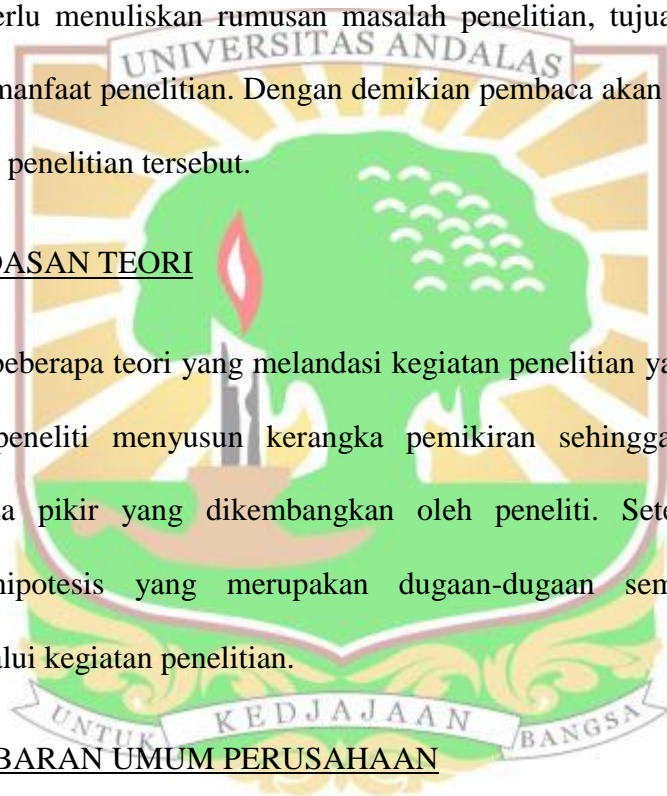 erlu menuliskan rumusan masalah penelitian, tujua
UNIVERSITAS ANDALAS
manfaat penelitian. Dengan demikian pembaca akan
penelitian tersebut.
DASAN TEORI
beberapa teori yang melandasi kegiatan penelitian ya
peneliti menyusun kerangka pemikiran sehingga
a pikir yang dikembangkan oleh peneliti. Sete
hipotesis yang merupakan dugaan-dugaan sem
alui kegiatan penelitian.
UNTUK KEDJAJAAN BANGSA
BARAN UMUM PERUSAHAAN